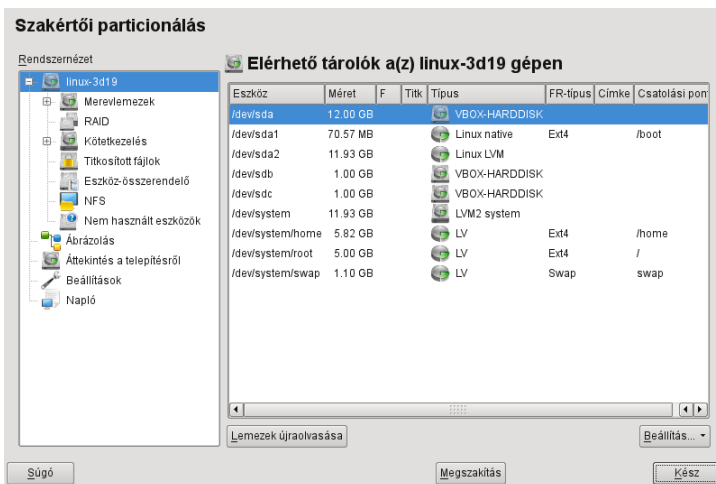 Szakértői particionálás
Rendszernézet
linux-3d19
Merevlemezek
RAID
Kötetkezelés
Titkosított fájlok
Eszköz-összerendelő
NFS
Nem használt eszközök
Ábrázolás
Áttekintés a telepítésről
Beállítások
Napló
Elérhető tárolók a(z) linux-3d19 gépen
Eszköz Méret F Titk Típus FR-típus Címke Csatolási pon
/dev/sda 12.00 GB VBOX-HARDDISK
/dev/sda1 70.57 MB Linux native Ext4 /boot
/dev/sda2 11.93 GB Linux LVM
/dev/sdb 1.00 GB VBOX-HARDDISK
/dev/sdc 1.00 GB VBOX-HARDDISK
/dev/system 11.93 GB LVM2 system
/dev/system/home 5.82 GB LV Ext4 /home
/dev/system/root 5.00 GB LV Ext4 /
/dev/system/swap 1.10 GB LV Swap swap
Lemezek újraolvasása
Beállítás...
Súgó
Megszakítás
Kész